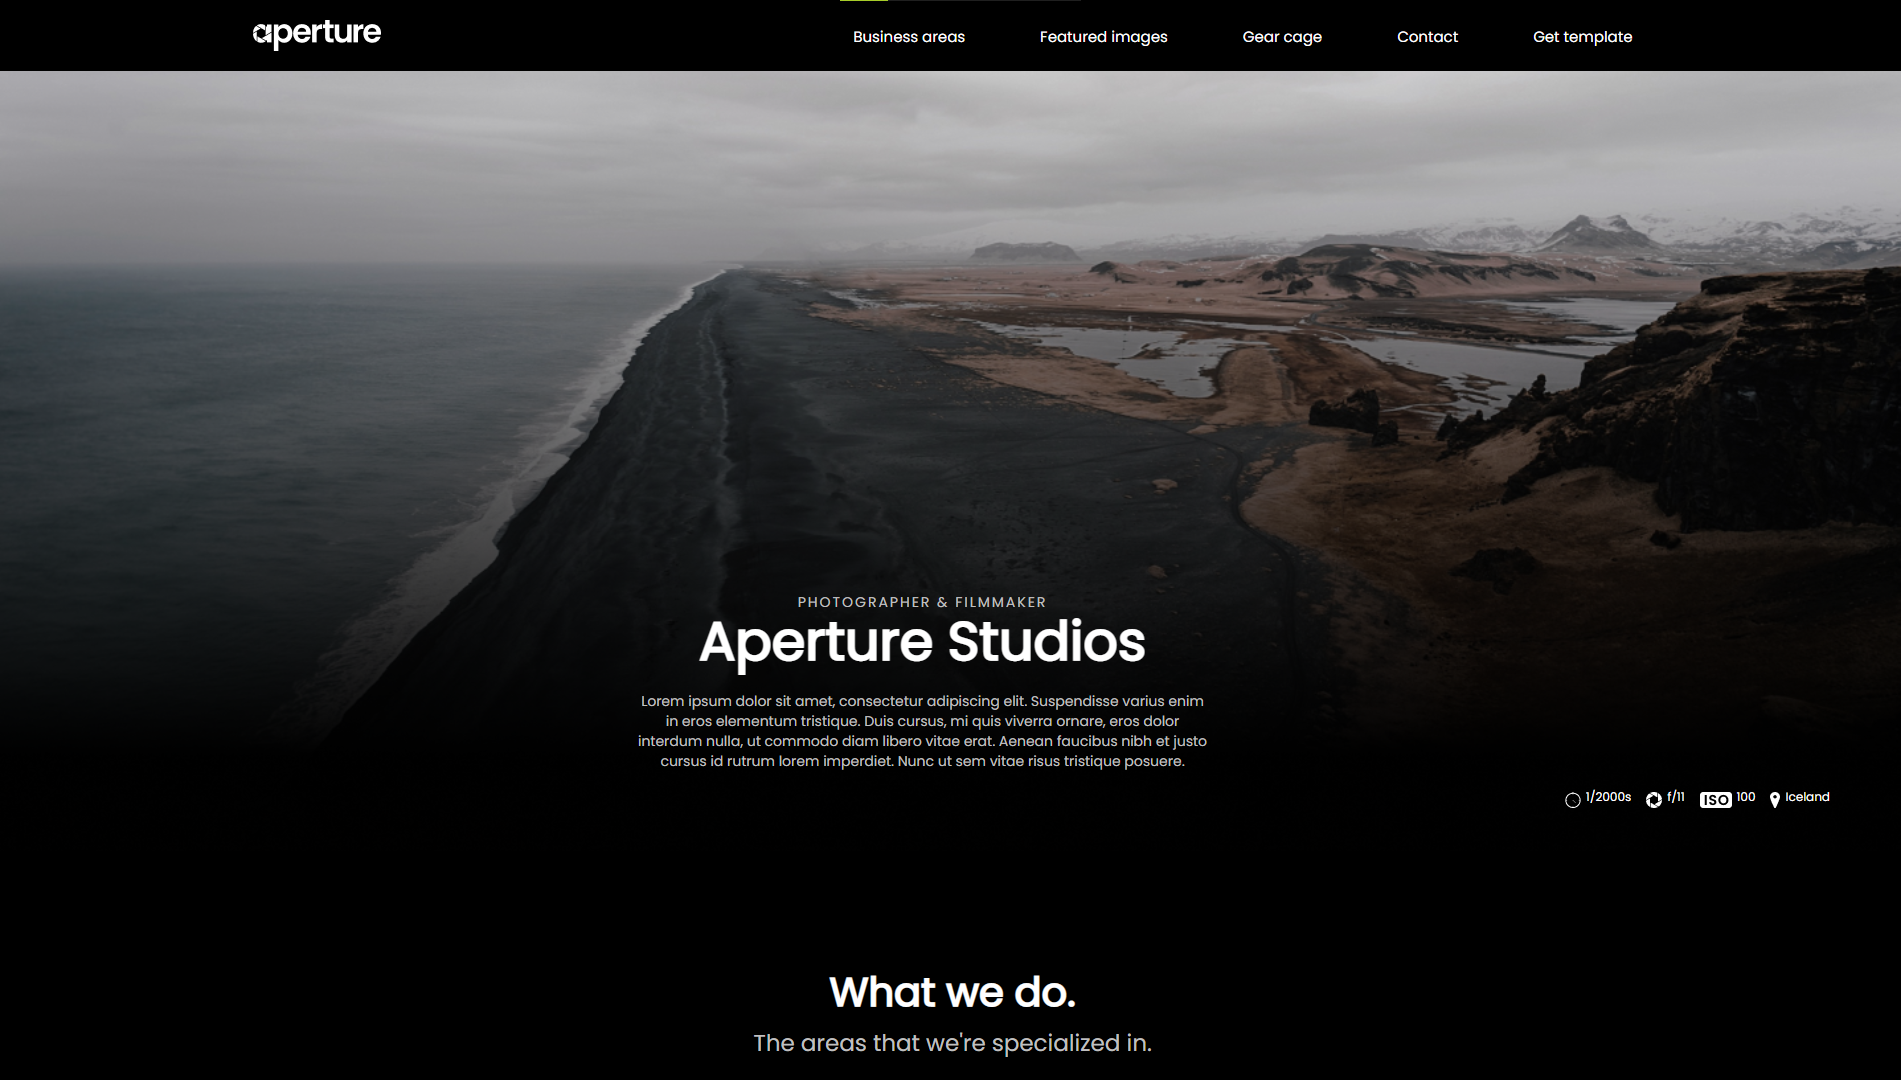 aperture
Business areas
Featured images
Gear cage
Contact
Get template
PHOTOGRAPHER & FILMMAKER
Aperture Studios
Lorem ipsum dolor sit amet, consectetur adipiscing elit. Suspendisse varius enim
in eros elementum tristique. Duis cursus, mi quis viverra ornare, eros dolor
interdum nulla, ut commodo diam libero vitae erat. Aenean faucibus nibh et justo
cursus id rutrum lorem imperdiet. Nunc ut sem vitae risus tristique posuere.
1/2000s f/11 ISO 100 Iceland
What we do.
The areas that we're specialized in.